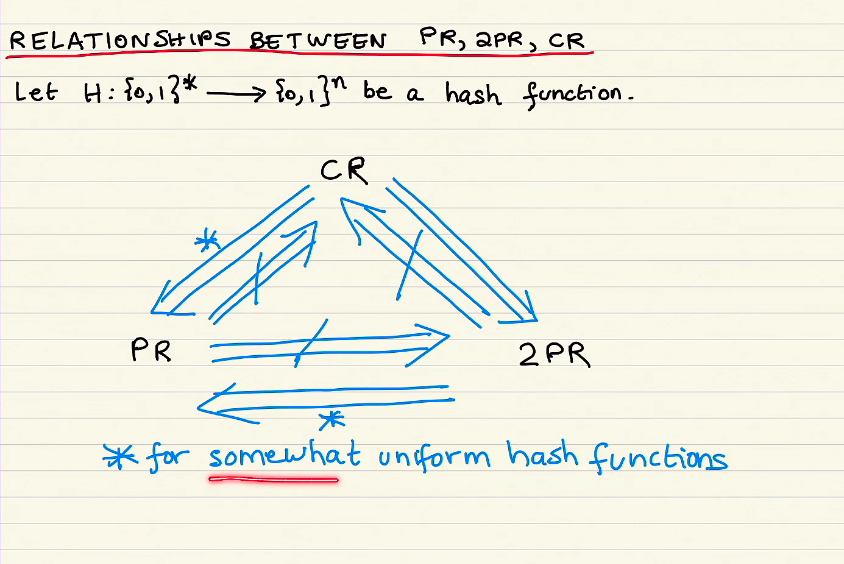 RELATIONSHIPS BETWEEN PR, 2PR, CR
Let H: {0,1}* ⟶ {0,1}ⁿ be a hash function.
CR
*
PR
2PR
*
* for somewhat uniform hash functions